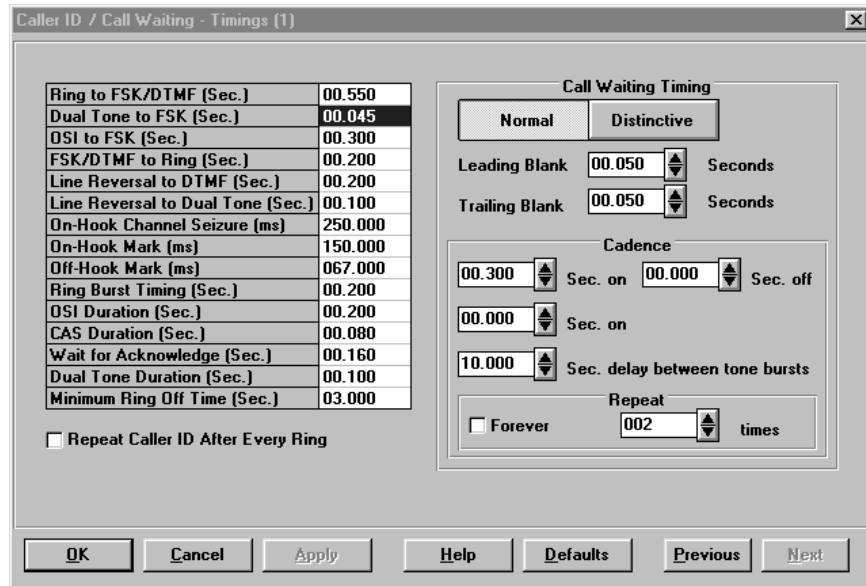 Caller ID / Call Waiting - Timings (1)
Ring to FSK/DTMF (Sec.) 00.550
Dual Tone to FSK (Sec.) 00.045
OSI to FSK (Sec.) 00.300
FSK/DTMF to Ring (Sec.) 00.200
Line Reversal to DTMF (Sec.) 00.200
Line Reversal to Dual Tone (Sec.) 00.100
On-Hook Channel Seizure (ms) 250.000
On-Hook Mark (ms) 150.000
Off-Hook Mark (ms) 067.000
Ring Burst Timing (Sec.) 00.200
OSI Duration (Sec.) 00.200
CAS Duration (Sec.) 00.080
Wait for Acknowledge (Sec.) 00.160
Dual Tone Duration (Sec.) 00.100
Minimum Ring Off Time (Sec.) 03.000
Repeat Caller ID After Every Ring
Call Waiting Timing
Normal Distinctive
Leading Blank 00.050 Seconds
Trailing Blank 00.050 Seconds
Cadence
00.300 Sec. on 00.000 Sec. off
00.000 Sec. on
10.000 Sec. delay between tone bursts
Repeat
Forever 002 times
OK Cancel Apply Help Defaults Previous Next